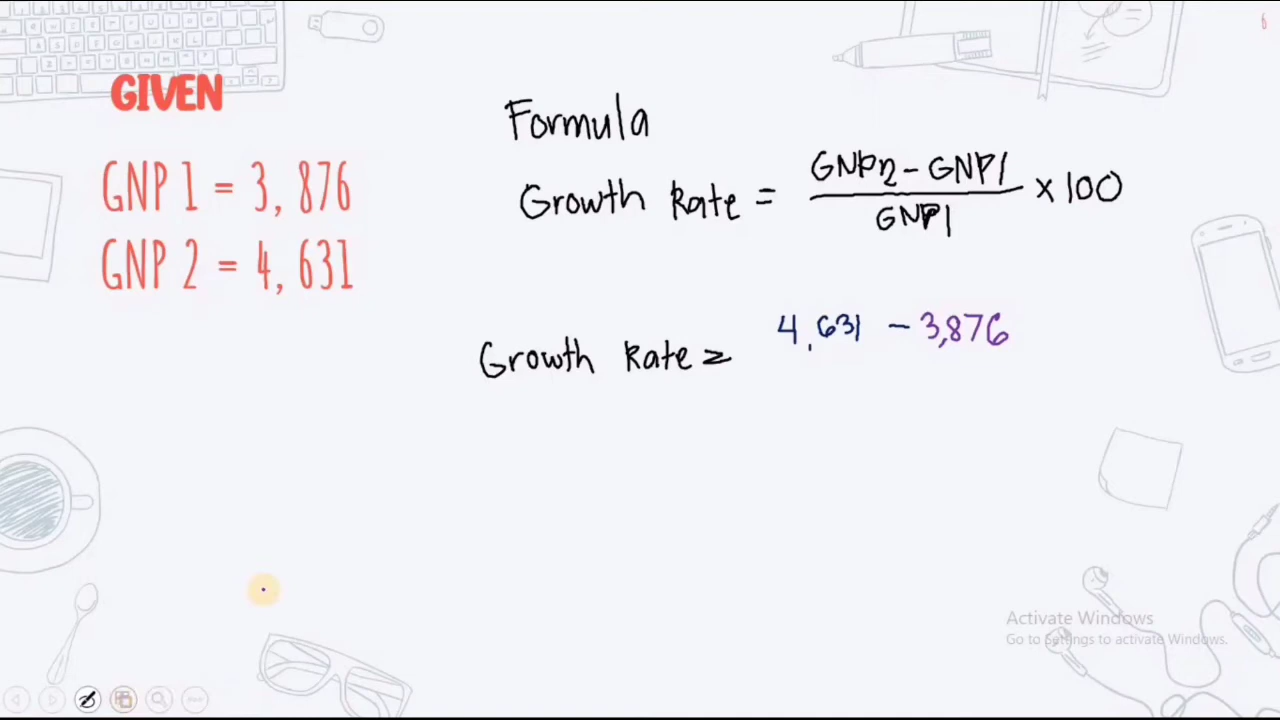 GIVEN
GNP 1 = 3, 876
GNP 2 = 4, 631
Formula
Growth Rate = GNP2 - GNP1 / GNP1 x 100
4,631 - 3,876
Growth Rate =
Activate Windows
Go to Settings to activate Windows.
6